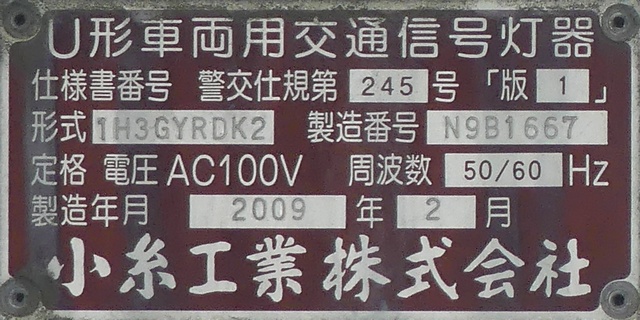 U形車両用交通信号灯器
仕様書番号 警交仕規第 245 号 「版 1 」
形式 1H3GYRDK2 製造番号 N9B1667
定格 電圧 AC100V 周波数 50/60 Hz
製造年月 2009 年 2 月
小糸工業株式会社